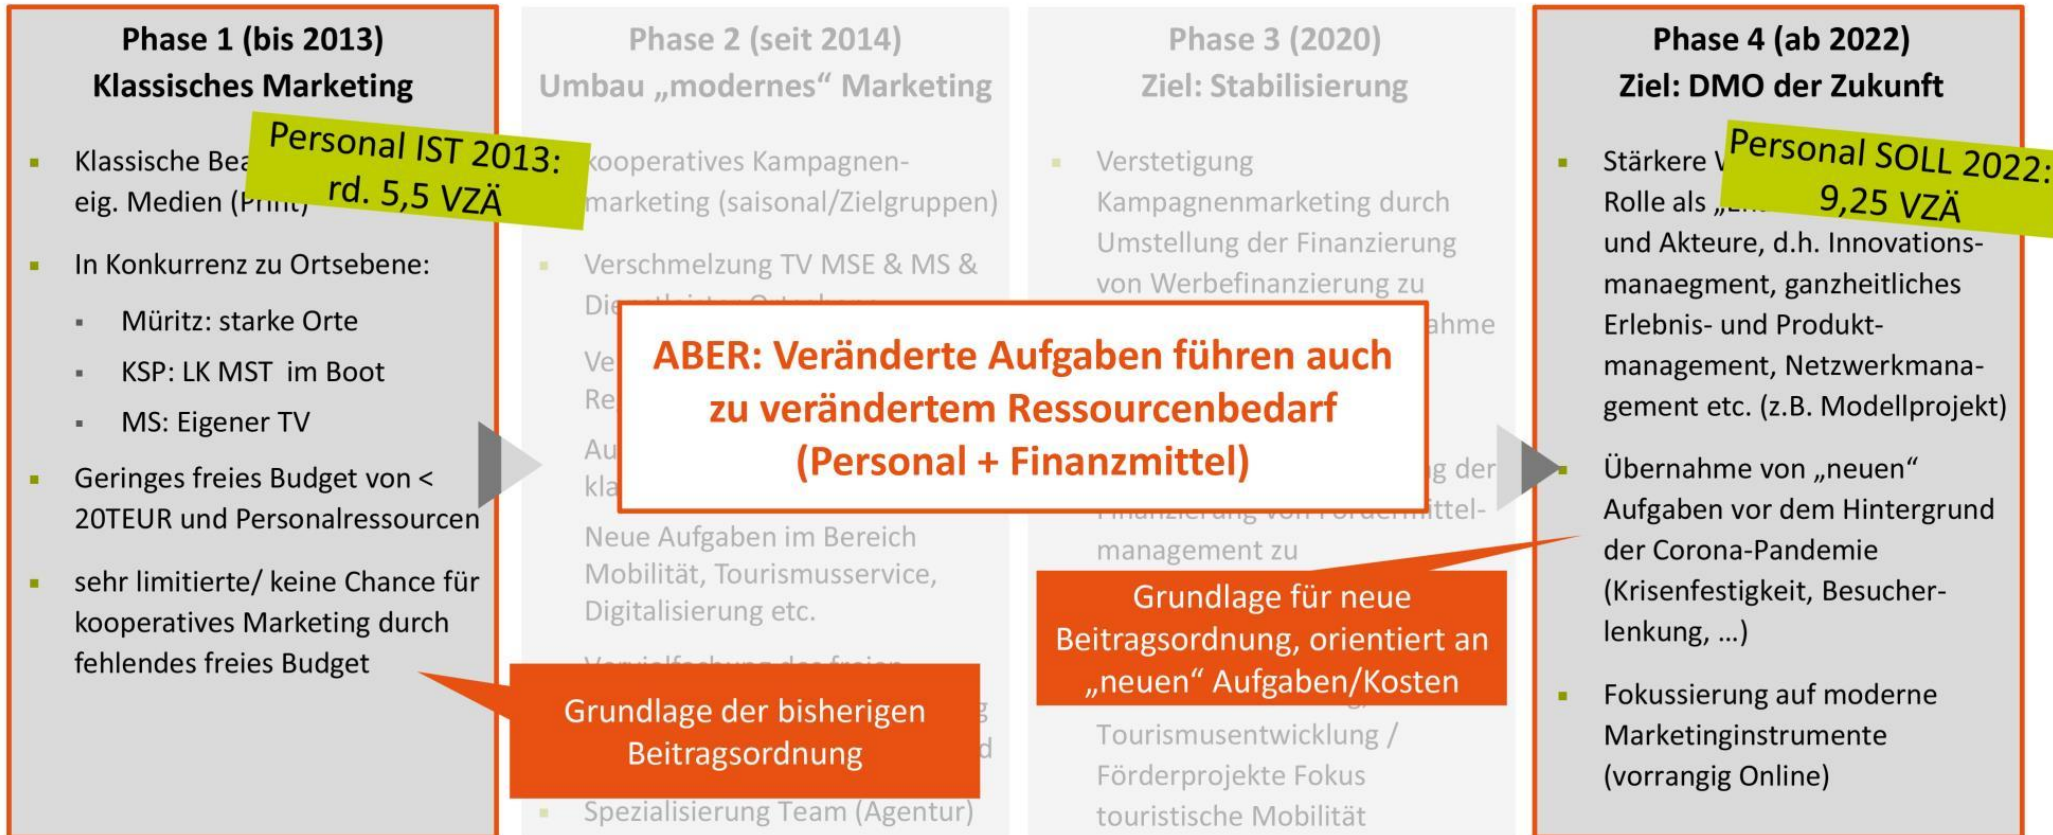 Phase 1 (bis 2013)
Klassisches Marketing
Personal IST 2013:
rd. 5,5 VZÄ
Klassische
eig. Medien (Print)
In Konkurrenz zu Ortsebene:
Müritz: starke Orte
KSP: LK MST im Boot
MS: Eigener TV
Geringes freies Budget von <
20TEUR und Personalressourcen
sehr limitierte/ keine Chance für
kooperatives Marketing durch
fehlendes freies Budget
Grundlage der bisherigen
Beitragsordnung
Phase 2 (seit 2014)
Umbau „modernes“ Marketing
kooperatives Kampagnen-
marketing (saisonal/Zielgruppen)
Verschmelzung TV MSE & MS &
Neue Aufgaben im Bereich
Mobilität, Tourismusservice,
Digitalisierung etc.
Spezialisierung Team (Agentur)
ABER: Veränderte Aufgaben führen auch
zu verändertem Ressourcenbedarf
(Personal + Finanzmittel)
Phase 3 (2020)
Ziel: Stabilisierung
Verstetigung
Kampagnenmarketing durch
Umstellung der Finanzierung
von Werbefinanzierung zu
der
management zu
Grundlage für neue
Beitragsordnung, orientiert an
„neuen“ Aufgaben/Kosten
Tourismusentwicklung /
Förderprojekte Fokus
touristische Mobilität
Phase 4 (ab 2022)
Ziel: DMO der Zukunft
Personal SOLL 2022:
9,25 VZÄ
Stärkere
Rolle als
und Akteure, d.h. Innovations-
manaegment, ganzheitliches
Erlebnis- und Produkt-
management, Netzwerkmana-
gement etc. (z.B. Modellprojekt)
Übernahme von „neuen“
Aufgaben vor dem Hintergrund
der Corona-Pandemie
(Krisenfestigkeit, Besucher-
lenkung, …)
Fokussierung auf moderne
Marketinginstrumente
(vorrangig Online)